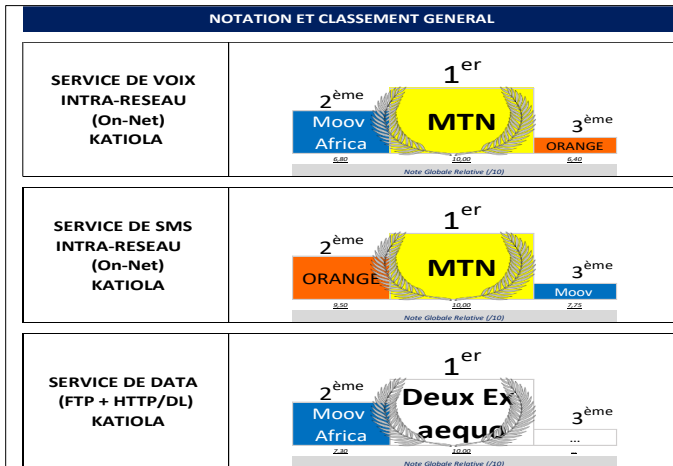 NOTATION ET CLASSEMENT GENERAL
SERVICE DE VOIX
INTRA-RESEAU
(On-Net)
KATIOLA
1er
2ème
3ème
Moov
Africa
MTN
ORANGE
6,80
10,00
6,40
Note Globale Relative (/10)
SERVICE DE SMS
INTRA-RESEAU
(On-Net)
KATIOLA
1er
2ème
3ème
ORANGE
MTN
Moov
9,50
10,00
7,75
Note Globale Relative (/10)
SERVICE DE DATA
(FTP + HTTP/DL)
KATIOLA
1er
2ème
3ème
Moov
Africa
Deux Ex
aequo
...
7,30
10,00
...
Note Globale Relative (/10)